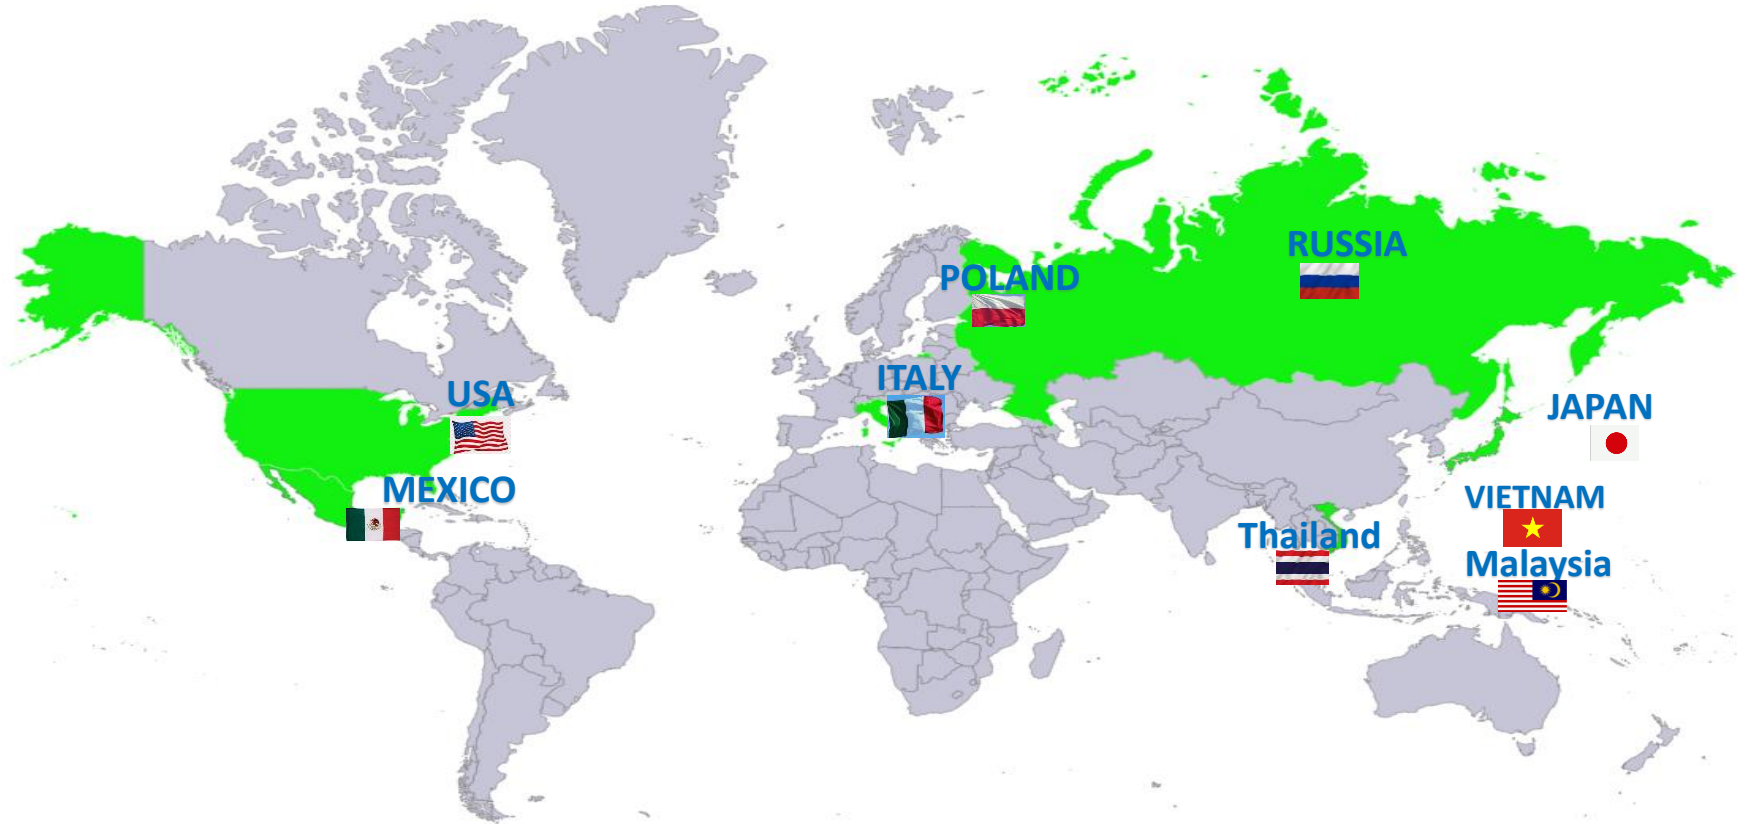 RUSSIA
POLAND
ITALY
USA
JAPAN
MEXICO
VIETNAM
Thailand
Malaysia